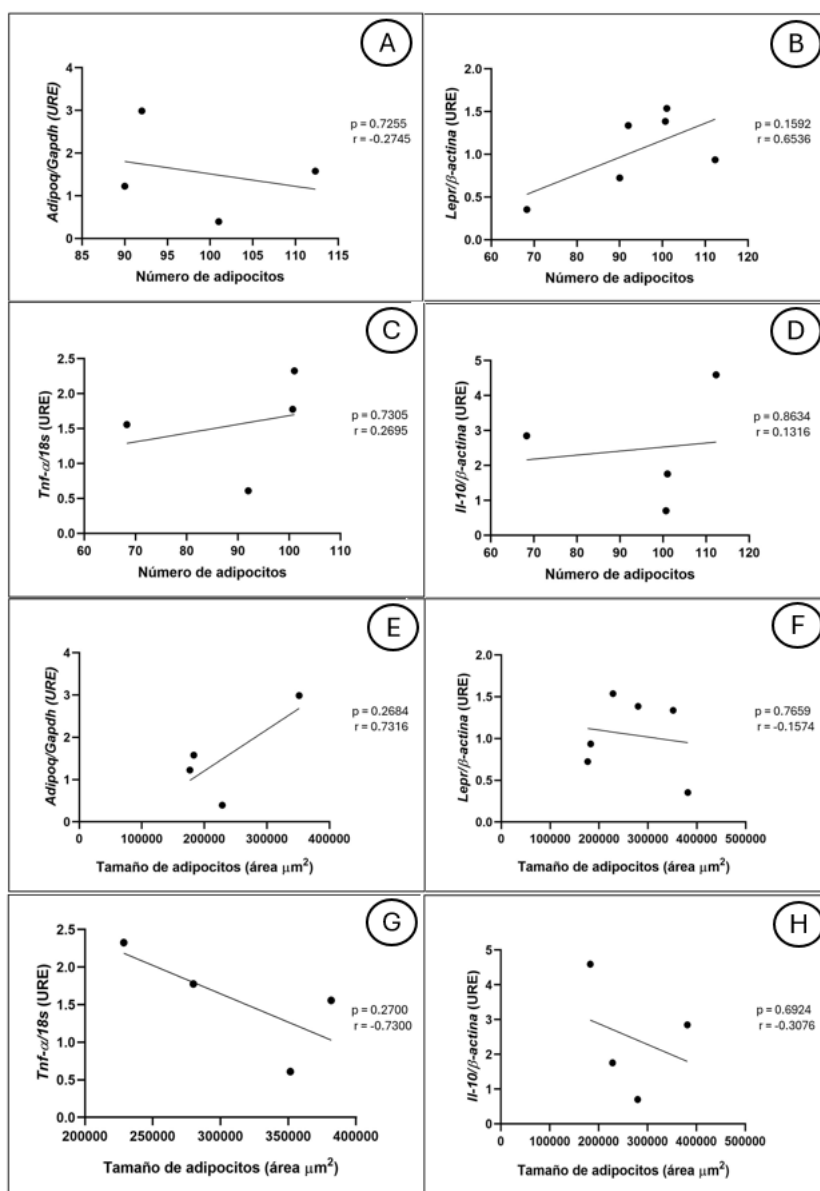 A
Adipoq/Gapdh (URE)
4
3
2
1
0
85 90 95 100 105 110 115
Número de adipocitos
p = 0.7255
r = -0.2745
B
Lepr/β-actina (URE)
2.0
1.5
1.0
0.5
0.0
60 70 80 90 100 110 120
Número de adipocitos
p = 0.1592
r = 0.6536
C
Tnf-α/18s (URE)
2.5
2.0
1.5
1.0
0.5
0.0
60 70 80 90 100 110
Número de adipocitos
p = 0.7305
r = 0.2695
D
Il-10/β-actina (URE)
5
4
3
2
1
0
60 70 80 90 100 110 120
Número de adipocitos
p = 0.8634
r = 0.1316
E
Adipoq/Gapdh (URE)
4
3
2
1
0
0 100000 200000 300000 400000
Tamaño de adipocitos (área μm²)
p = 0.2684
r = 0.7316
F
Lepr/β-actina (URE)
2.0
1.5
1.0
0.5
0.0
0 100000 200000 300000 400000 500000
Tamaño de adipocitos (área μm²)
p = 0.7659
r = -0.1574
G
Tnf-α/18s (URE)
2.5
2.0
1.5
1.0
0.5
0.0
200000 250000 300000 350000 400000
Tamaño de adipocitos (área μm²)
p = 0.2700
r = -0.7300
H
Il-10/β-actina (URE)
5
4
3
2
1
0
0 100000 200000 300000 400000 500000
Tamaño de adipocitos (área μm²)
p = 0.6924
r = -0.3076